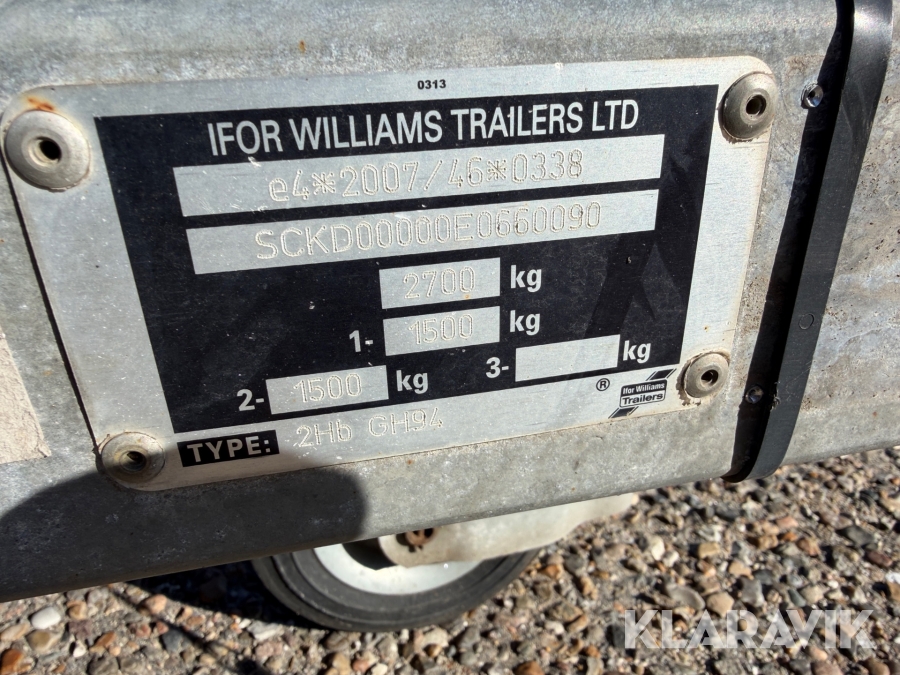 0313
IFOR WILLIAMS TRAILERS LTD
e4*2007/46*0338
SCKD00000E0660090
2700 kg
1- 1500 kg
2- 1500 kg 3- kg
® Ifor Williams
Trailers
TYPE: 2Hb GH94
KLARAVIK